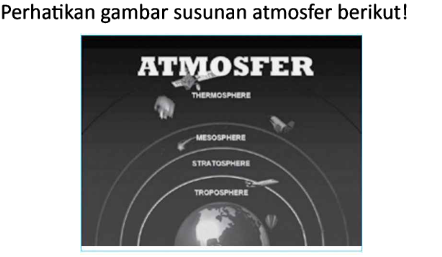 Perhatikan gambar susunan atmosfer berikut!
ATMOSFER
THERMOSPHERE
MESOSPHERE
STRATOSPHERE
TROPOSPHERE